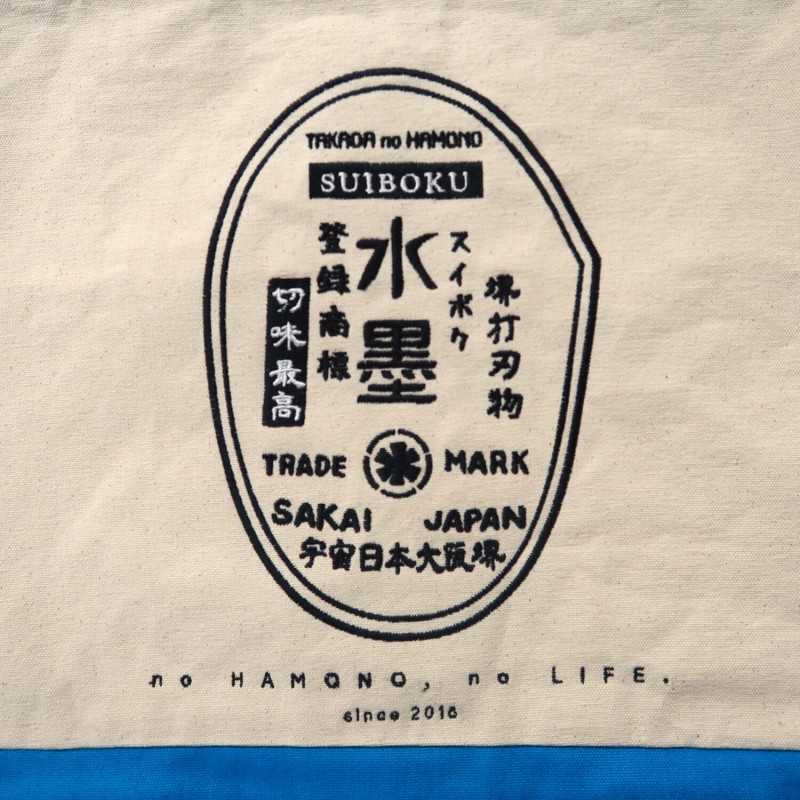 TAKADA no HAMONO
SUIBOKU
堺打刃物
スイボク
水墨
登録商標
切味最高
TRADE MARK
SAKAI JAPAN
宇宙日本大阪堺
no HAMONO, no LIFE.
since 2018